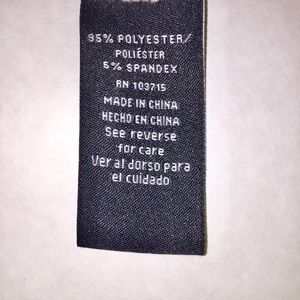 95% POLYESTER/
POLIÉSTER
5% SPANDEX
RN 103715
MADE IN CHINA
HECHO EN CHINA
See reverse
for care
Ver al dorso para
el cuidado